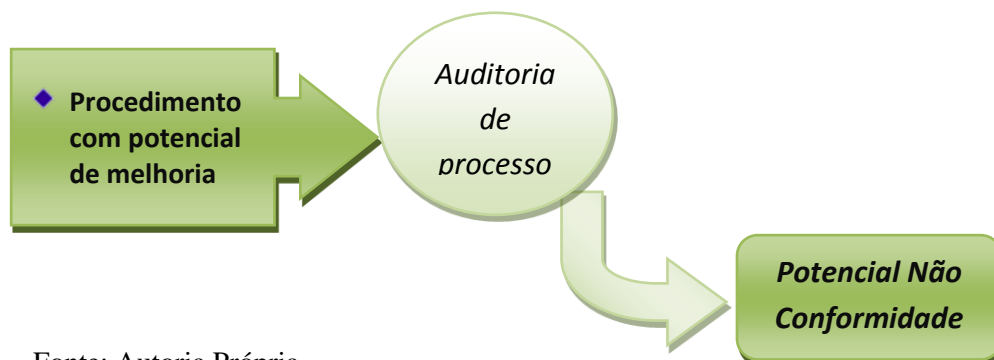 Procedimento
com potencial
de melhoria
Auditoria
de
processo
Potencial Não
Conformidade
Fonte: Autoria Própria